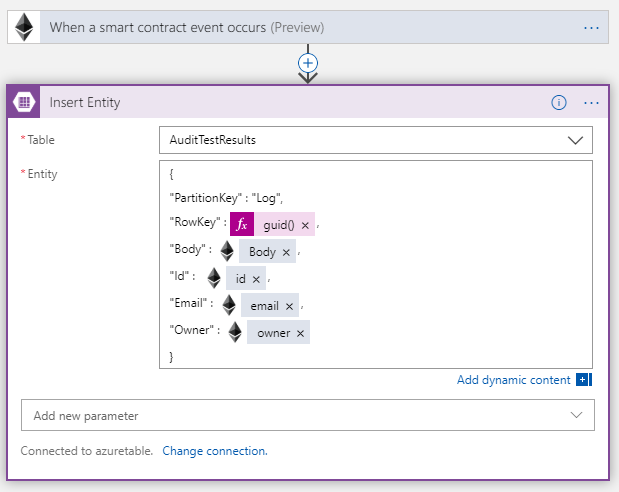 When a smart contract event occurs (Preview)
Insert Entity
* Table
AuditTestResults
* Entity
{
"PartitionKey" : "Log",
"RowKey" : fx guid() × ,
"Body" : Body × ,
"Id" : id × ,
"Email" : email × ,
"Owner" : owner ×
}
Add dynamic content
Add new parameter
Connected to azuretable. Change connection.